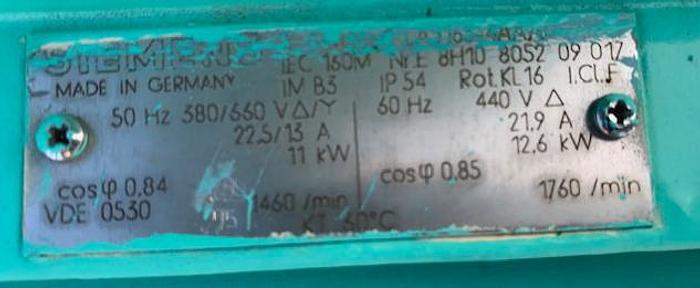 SIEMENS
IEC 160M Nr.E 8H10 8052 09 017
MADE IN GERMANY IM B3 IP 54 Rot.KL 16 I.Cl.F
50 Hz 380/660 V Δ/Y 60 Hz 440 V Δ
22.5/13 A 21,9 A
11 kW 12,6 kW
cosφ 0,84 cosφ 0,85
VDE 0530 1460 /min 1760 /min
KT °C